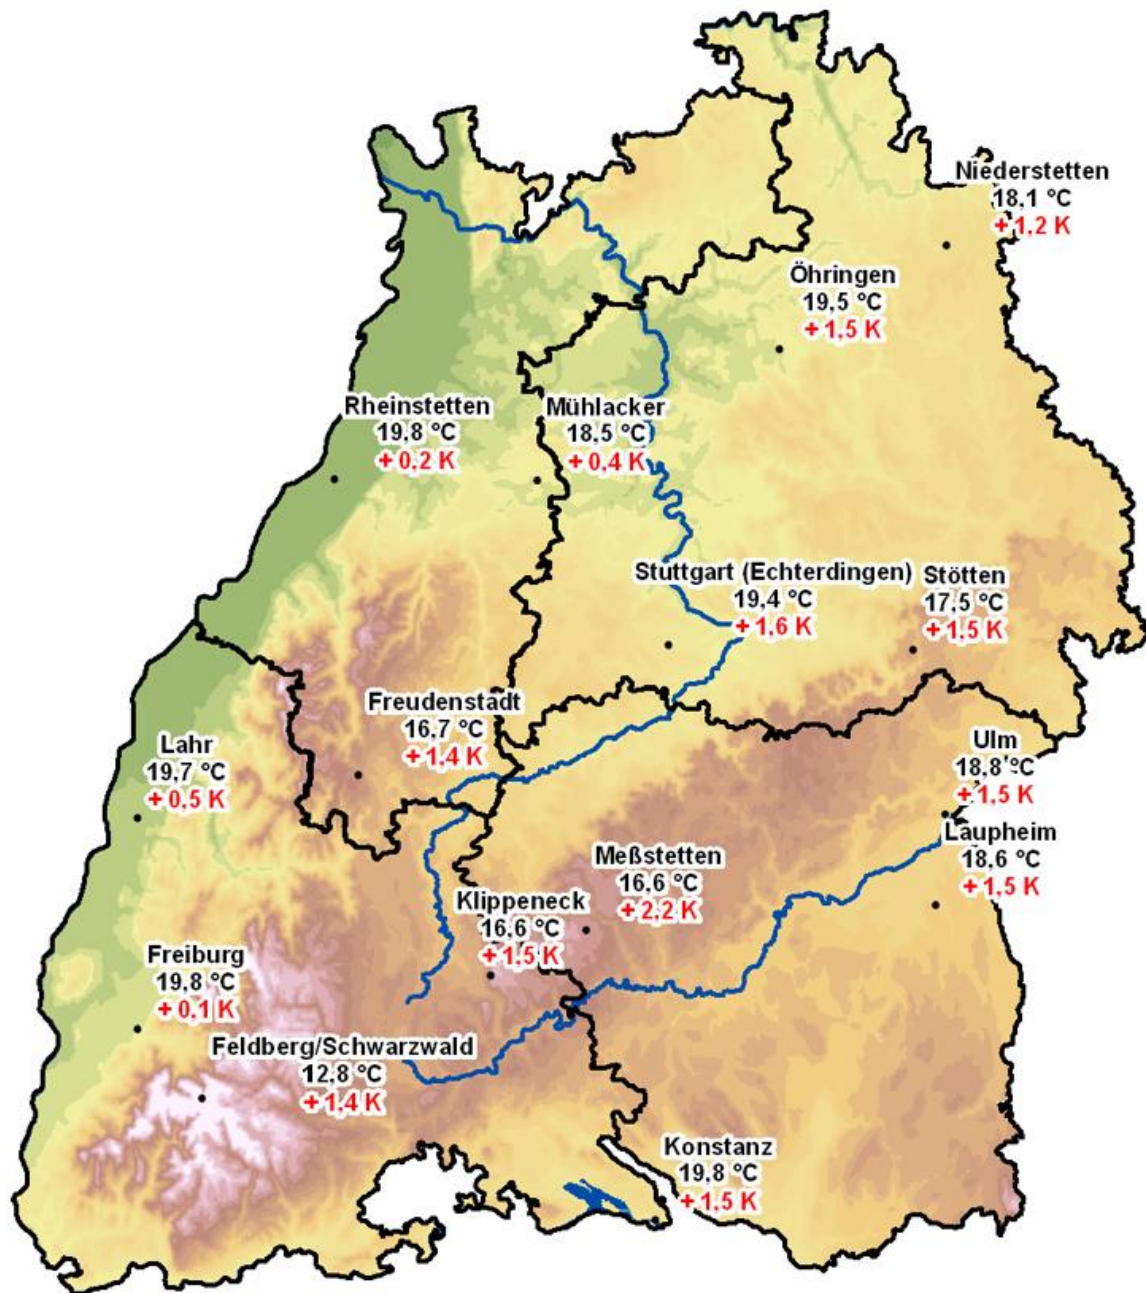 Niederstetten
18,1 °C
+ 1,2 K
Öhringen
19,5 °C
+ 1,5 K
Rheinstetten
19,8 °C
+ 0,2 K
Mühlacker
18,5 °C
+ 0,4 K
Stuttgart (Echterdingen)
19,4 °C
+ 1,6 K
Stötten
17,5 °C
+ 1,5 K
Freudenstadt
16,7 °C
+ 1,4 K
Lahr
19,7 °C
+ 0,5 K
Ulm
18,8 °C
+ 1,5 K
Laupheim
18,6 °C
+ 1,5 K
Meßstetten
16,6 °C
+ 2,2 K
Klippeneck
16,6 °C
+ 1,5 K
Freiburg
19,8 °C
+ 0,1 K
Feldberg/Schwarzwald
12,8 °C
+ 1,4 K
Konstanz
19,8 °C
+ 1,5 K